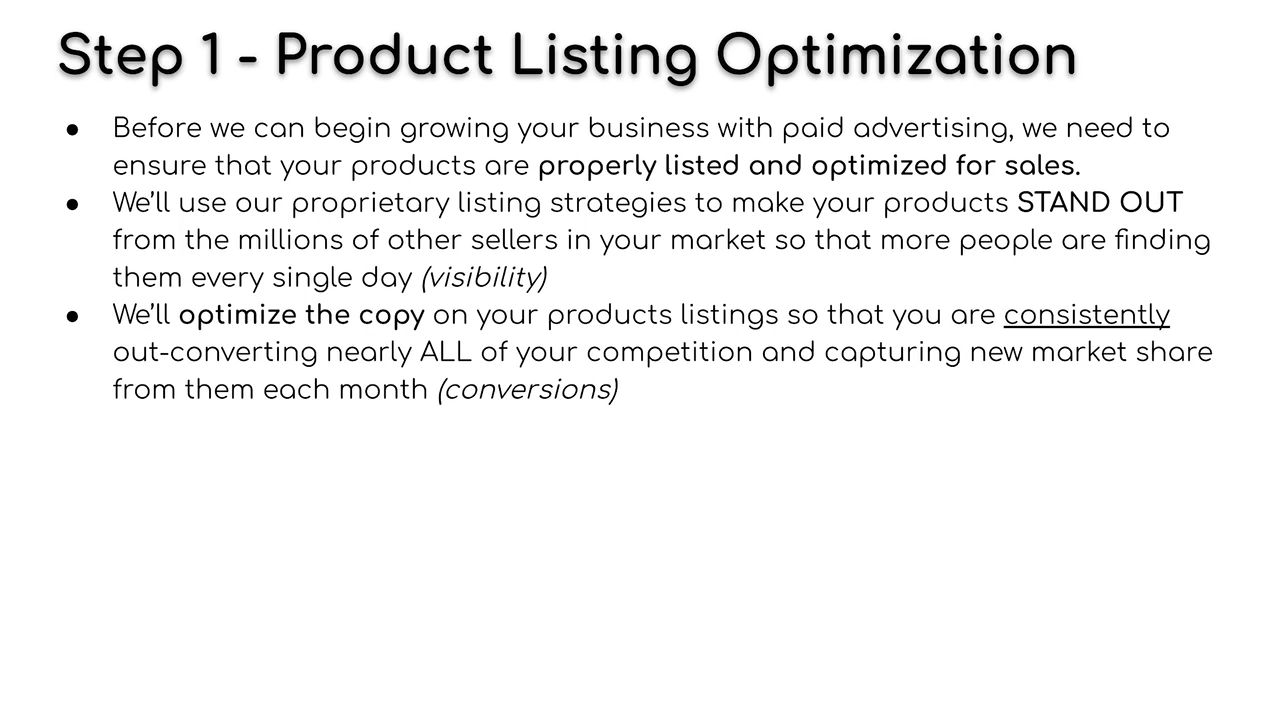 Step 1 - Product Listing Optimization
● Before we can begin growing your business with paid advertising, we need to
ensure that your products are properly listed and optimized for sales.
● We’ll use our proprietary listing strategies to make your products STAND OUT
from the millions of other sellers in your market so that more people are finding
them every single day (visibility)
● We’ll optimize the copy on your products listings so that you are consistently
out-converting nearly ALL of your competition and capturing new market share
from them each month (conversions)